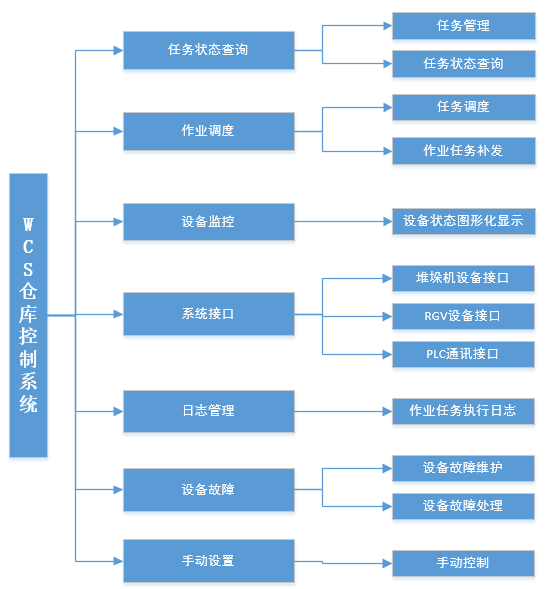 WCS仓库控制系统
任务状态查询
任务管理
任务状态查询
作业调度
任务调度
作业任务补发
设备监控
设备状态图形化显示
系统接口
堆垛机设备接口
RGV设备接口
PLC通讯接口
日志管理
作业任务执行日志
设备故障
设备故障维护
设备故障处理
手动设置
手动控制